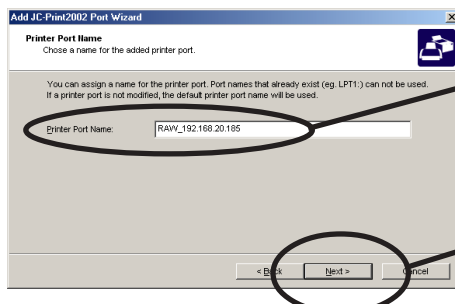 Add JC-Print2002 Port Wizard
Printer Port Name
Chose a name for the added printer port.
You can assign a name for the printer port. Port names that already exist (eg. LPT1:) can not be used.
If a printer port is not modified, the default printer port name will be used.
Printer Port Name: RAW_192.168.20.185
< Back Next > Cancel